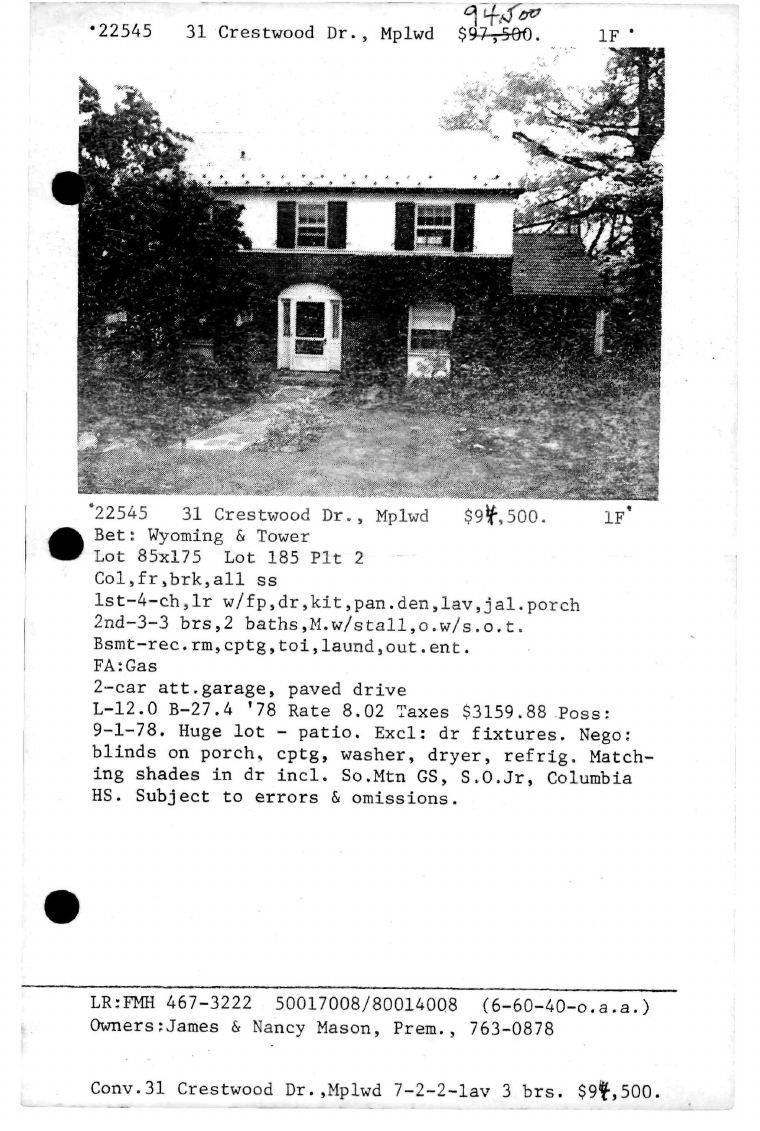 94,500
*22545 31 Crestwood Dr., Mplwd $97,500. 1F*
*22545 31 Crestwood Dr., Mplwd $94,500. 1F*
Bet: Wyoming & Tower
Lot 85x175 Lot 185 Plt 2
Col,fr,brk,all ss
1st-4-ch,lr w/fp,dr,kit,pan.den,lav,jal.porch
2nd-3-3 brs,2 baths,M.w/stall,o.w/s.o.t.
Bsmt-rec.rm,cptg,toi,laund,out.ent.
FA:Gas
2-car att.garage, paved drive
L-12.0 B-27.4 '78 Rate 8.02 Taxes $3159.88 Poss:
9-1-78. Huge lot - patio. Excl: dr fixtures. Nego:
blinds on porch, cptg, washer, dryer, refrig. Match-
ing shades in dr incl. So.Mtn GS, S.O.Jr, Columbia
HS. Subject to errors & omissions.
LR:FMH 467-3222 50017008/80014008 (6-60-40-o.a.a.)
Owners:James & Nancy Mason, Prem., 763-0878
Conv.31 Crestwood Dr.,Mplwd 7-2-2-lav 3 brs. $94,500.